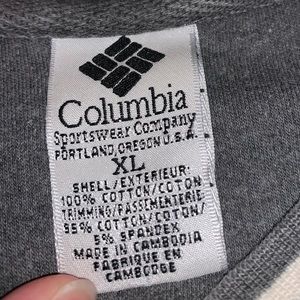 Columbia
Sportswear Company
PORTLAND, OREGON U.S.A.
XL
SHELL/EXTERIEUR:
100% COTTON/COTON
TRIMMING/PASSEMENTERIE:
95% COTTON/COTON/
5% SPANDEX
MADE IN CAMBODIA
FABRIQUE EN
CAMBODGE